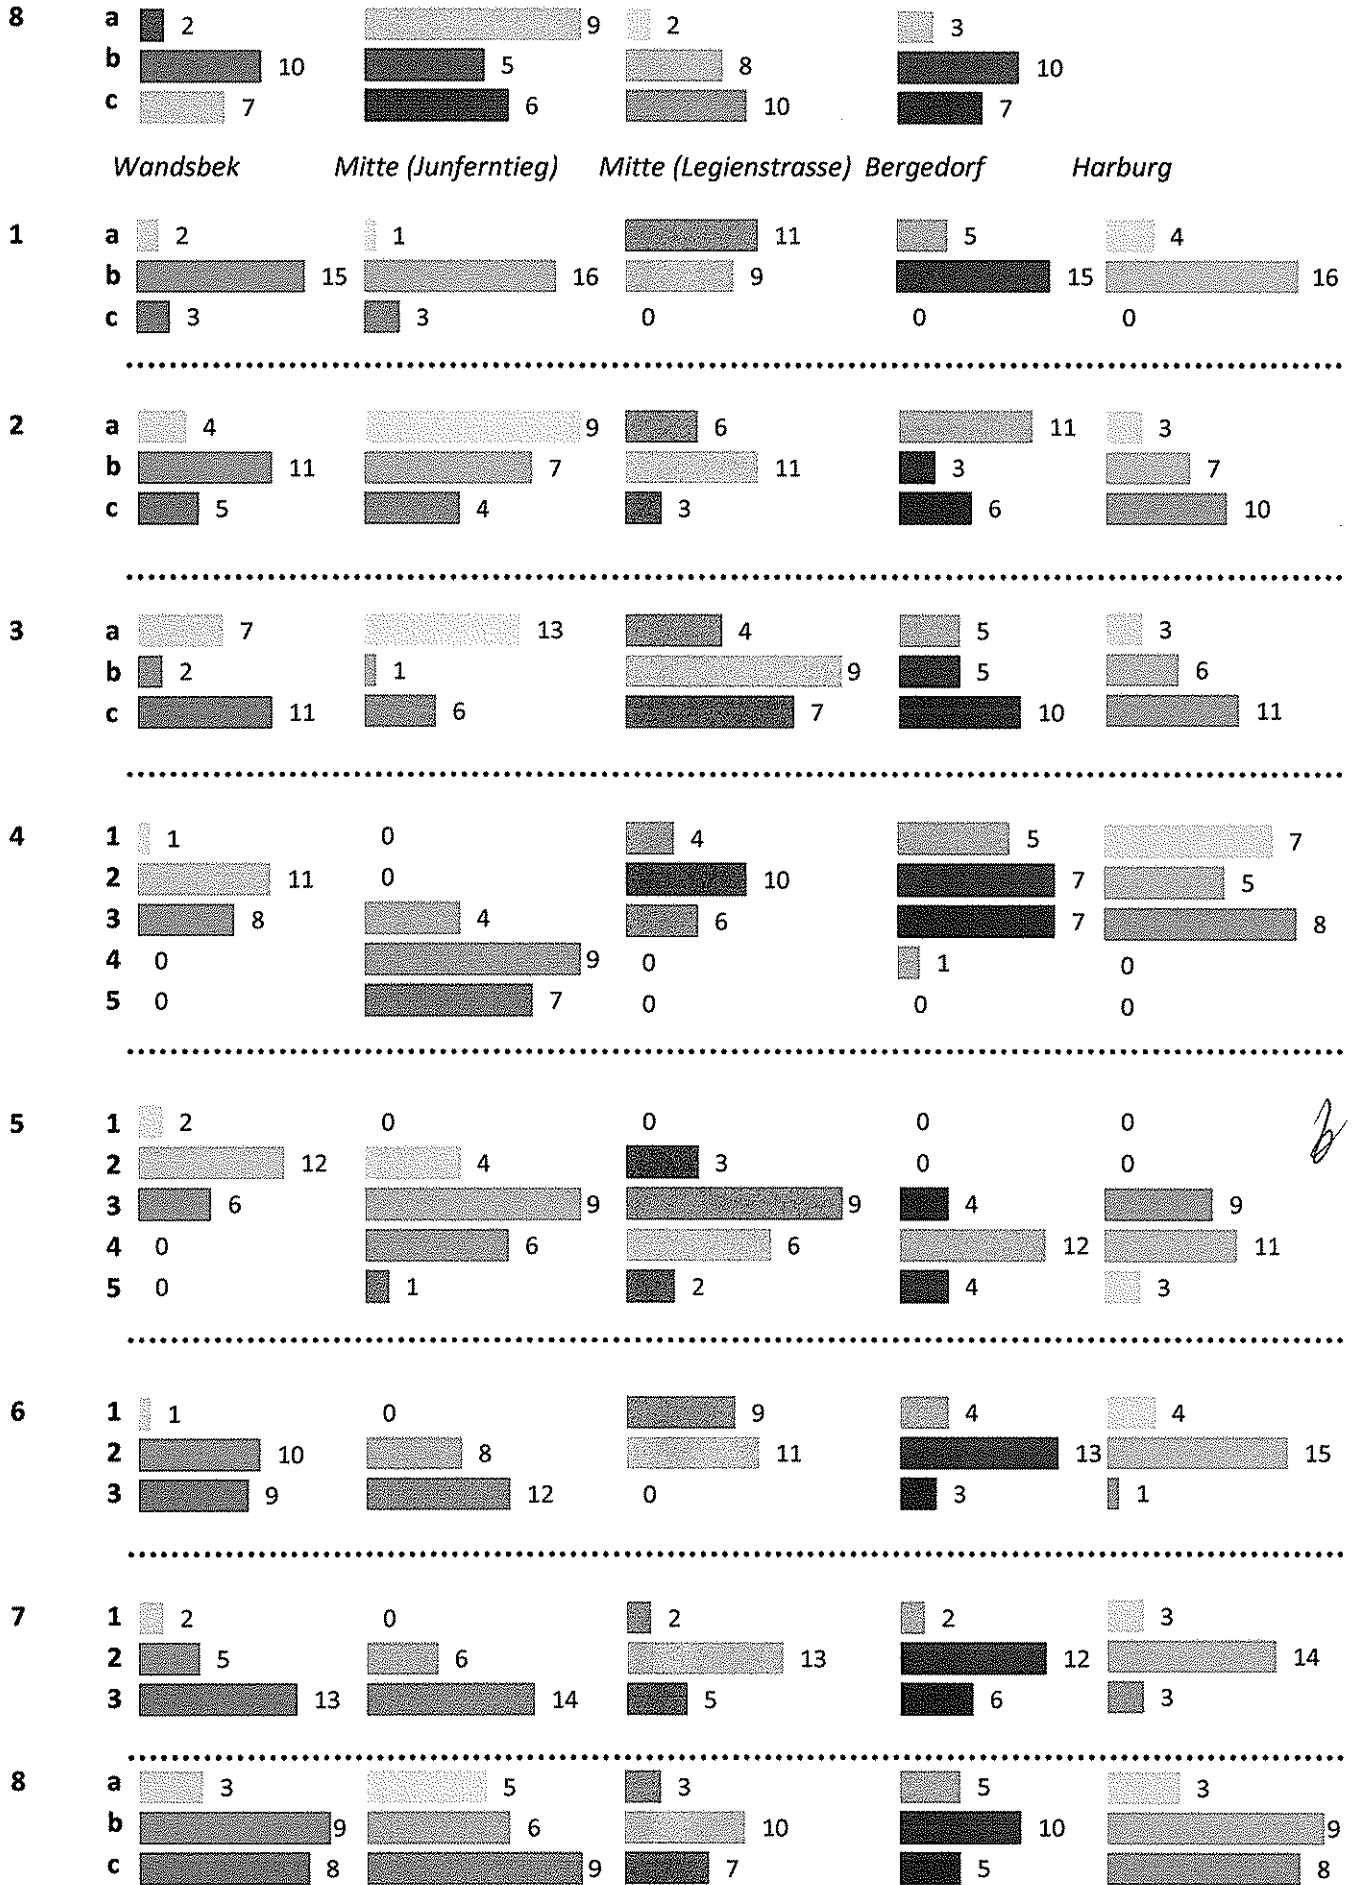 8 a 2 9 2 3
b 10 5 8 10
c 7 6 10 7
Wandsbek Mitte (Junferntieg) Mitte (Legienstrasse) Bergedorf Harburg
1 a 2 1 11 5 4
b 15 16 9 15 16
c 3 3 0 0 0
2 a 4 9 6 11 3
b 11 7 11 3 7
c 5 4 3 6 10
3 a 7 13 4 5 3
b 2 1 9 5 6
c 11 6 7 10 11
4 1 1 0 4 5 7
2 11 0 10 7 5
3 8 4 6 7 8
4 0 9 0 1 0
5 0 7 0 0 0
5 1 2 0 0 0 0
2 12 4 3 0 0
3 6 9 9 4 9
4 0 6 6 12 11
5 0 1 2 4 3
6 1 1 0 9 4 4
2 10 8 11 13 15
3 9 12 0 3 1
7 1 2 0 2 2 3
2 5 6 13 12 14
3 13 14 5 6 3
8 a 3 5 3 5 3
b 9 6 10 10 9
c 8 9 7 5 8